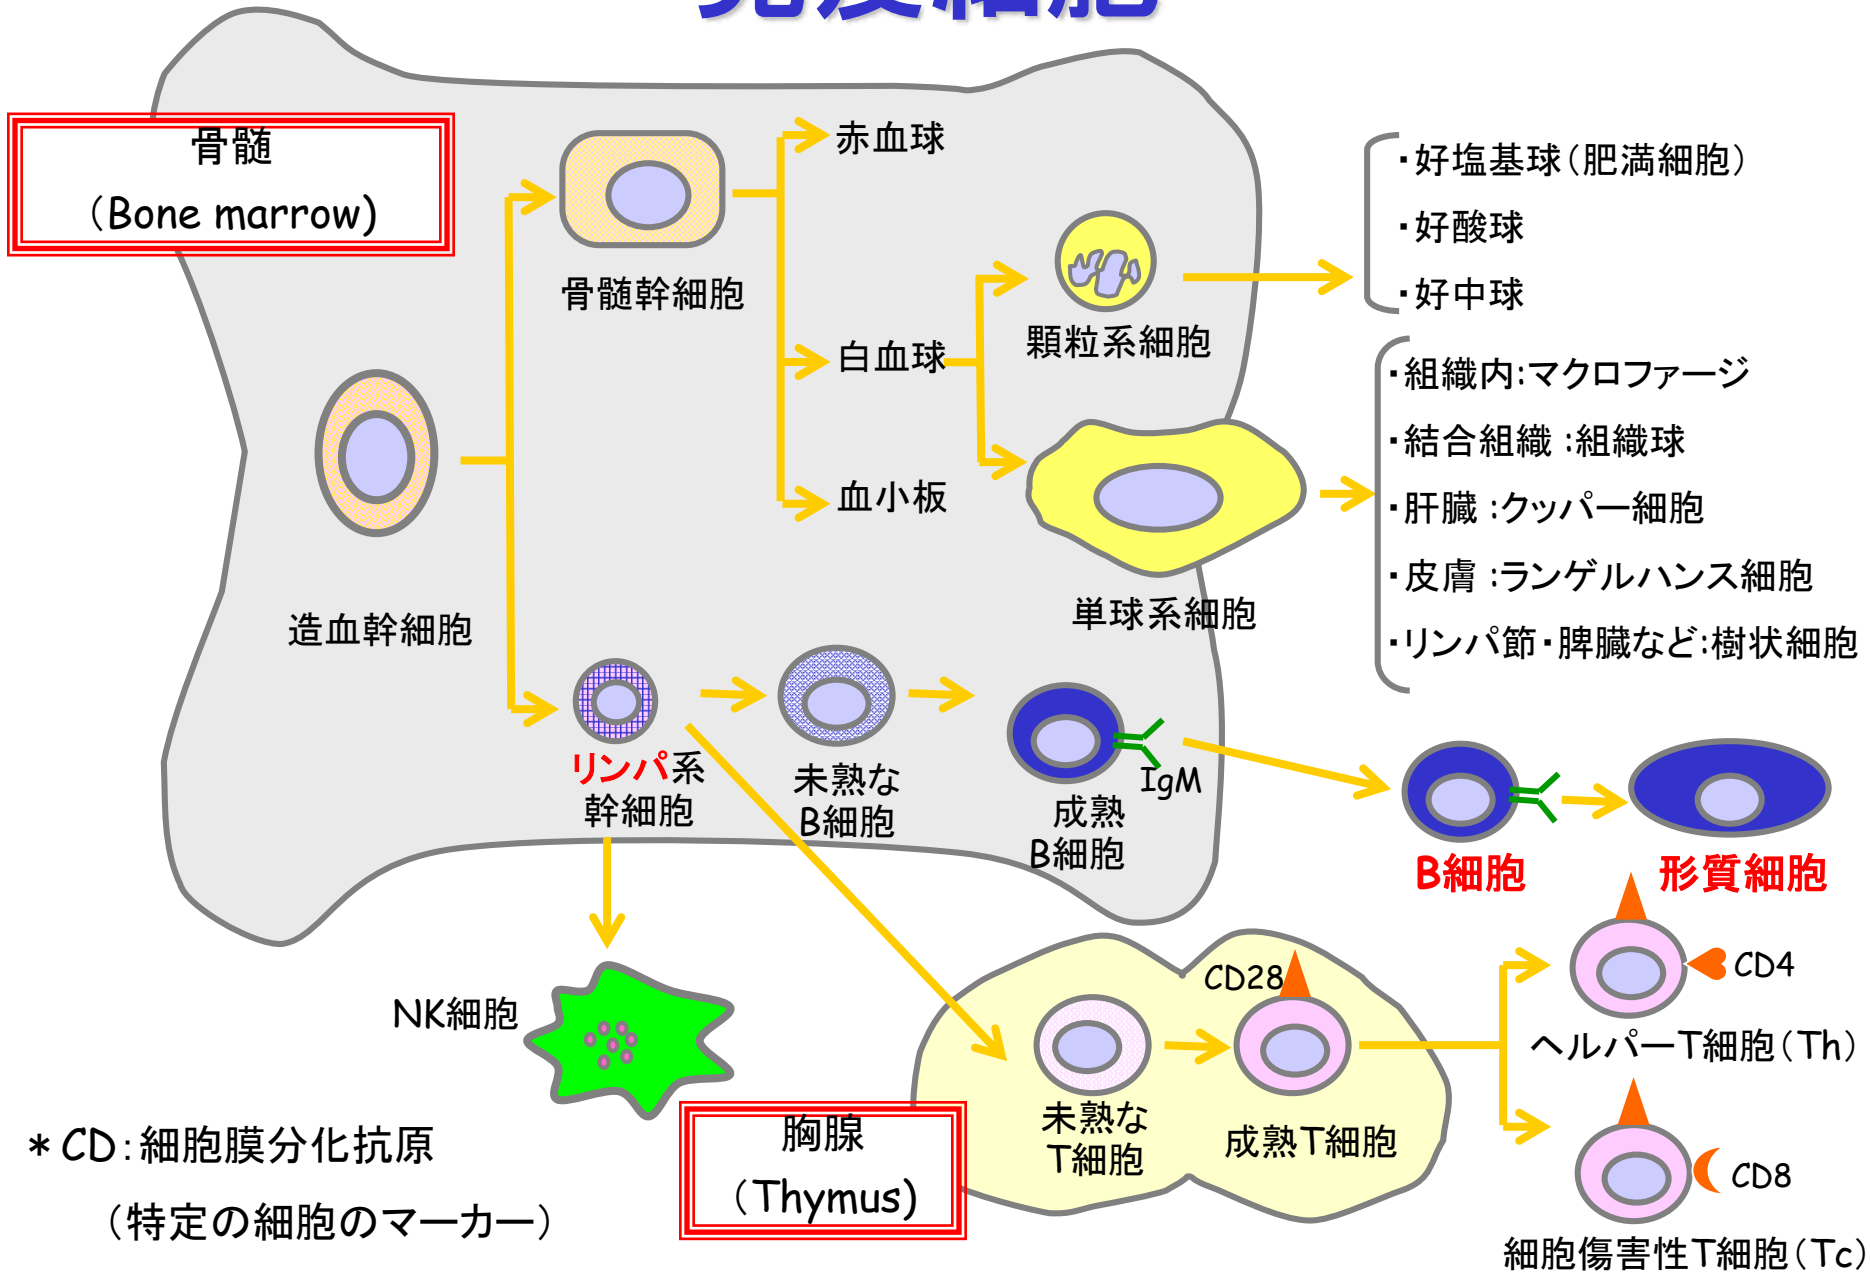 免疫細胞
骨髄
（Bone marrow)
赤血球
・好塩基球（肥満細胞）
・好酸球
・好中球
骨髄幹細胞
顆粒系細胞
白血球
・組織内：マクロファージ
・結合組織：組織球
・肝臓：クッパー細胞
・皮膚：ランゲルハンス細胞
・リンパ節・脾臓など：樹状細胞
血小板
単球系細胞
造血幹細胞
リンパ系
幹細胞
未熟な
B細胞
IgM
成熟
B細胞
B細胞
形質細胞
NK細胞
CD28
CD4
ヘルパーT細胞（Th）
未熟な
T細胞
成熟T細胞
胸腺
（Thymus)
CD8
細胞傷害性T細胞（Tc）
＊CD：細胞膜分化抗原
（特定の細胞のマーカー）